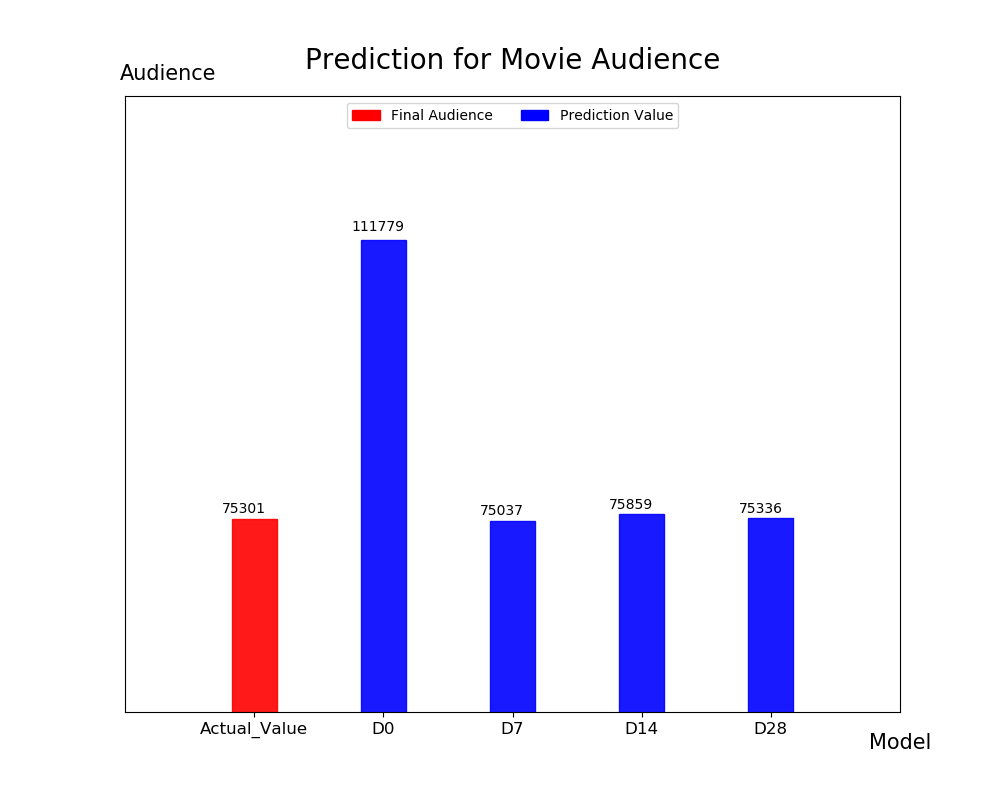 Prediction for Movie Audience
Audience
Final Audience
Prediction Value
111779
75301
75037
75859
75336
Actual_Value
D0
D7
D14
D28
Model